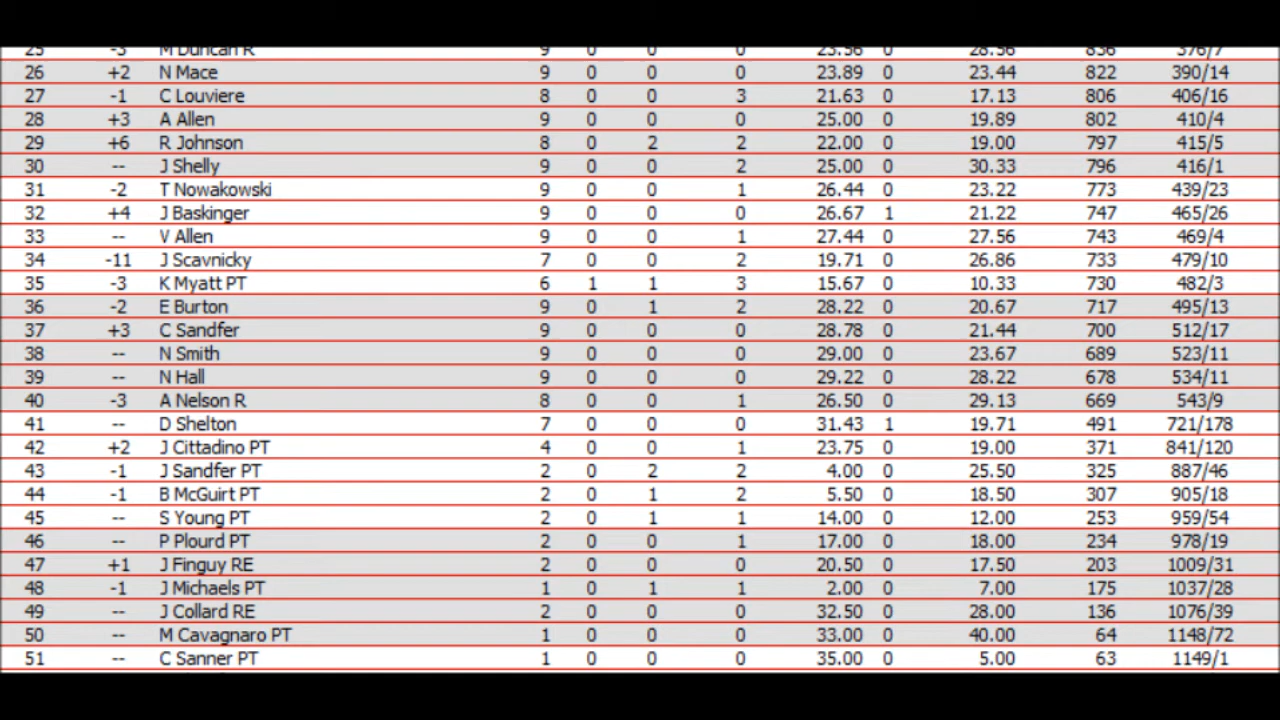 25 -3 M Duncan R 9 0 0 0 23.56 0 28.56 836 376/7
26 +2 N Mace 9 0 0 0 23.89 0 23.44 822 390/14
27 -1 C Louviere 8 0 0 3 21.63 0 17.13 806 406/16
28 +3 A Allen 9 0 0 0 25.00 0 19.89 802 410/4
29 +6 R Johnson 8 0 2 2 22.00 0 19.00 797 415/5
30 -- J Shelly 9 0 0 2 25.00 0 30.33 796 416/1
31 -2 T Nowakowski 9 0 0 1 26.44 0 23.22 773 439/23
32 +4 J Baskinger 9 0 0 0 26.67 1 21.22 747 465/26
33 -- V Allen 9 0 0 1 27.44 0 27.56 743 469/4
34 -11 J Scavnicky 7 0 0 2 19.71 0 26.86 733 479/10
35 -3 K Myatt PT 6 1 1 3 15.67 0 10.33 730 482/3
36 -2 E Burton 9 0 1 2 28.22 0 20.67 717 495/13
37 +3 C Sandfer 9 0 0 0 28.78 0 21.44 700 512/17
38 -- N Smith 9 0 0 0 29.00 0 23.67 689 523/11
39 -- N Hall 9 0 0 0 29.22 0 28.22 678 534/11
40 -3 A Nelson R 8 0 0 1 26.50 0 29.13 669 543/9
41 -- D Shelton 7 0 0 0 31.43 1 19.71 491 721/178
42 +2 J Cittadino PT 4 0 0 1 23.75 0 19.00 371 841/120
43 -1 J Sandfer PT 2 0 2 2 4.00 0 25.50 325 887/46
44 -1 B McGuirt PT 2 0 1 2 5.50 0 18.50 307 905/18
45 -- S Young PT 2 0 1 1 14.00 0 12.00 253 959/54
46 -- P Plourd PT 2 0 0 1 17.00 0 18.00 234 978/19
47 +1 J Finguy RE 2 0 0 0 20.50 0 17.50 203 1009/31
48 -1 J Michaels PT 1 0 1 1 2.00 0 7.00 175 1037/28
49 -- J Collard RE 2 0 0 0 32.50 0 28.00 136 1076/39
50 -- M Cavagnaro PT 1 0 0 0 33.00 0 40.00 64 1148/72
51 -- C Sanner PT 1 0 0 0 35.00 0 5.00 63 1149/1